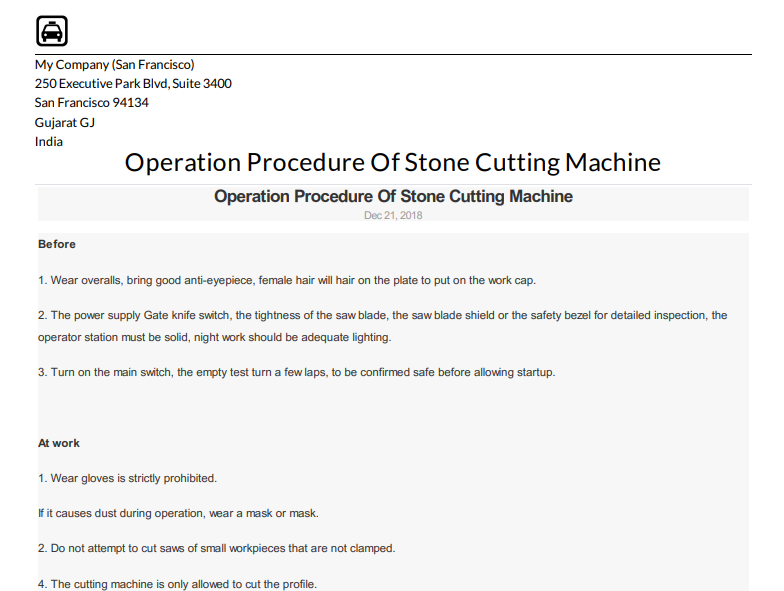 My Company (San Francisco)
250 Executive Park Blvd, Suite 3400
San Francisco 94134
Gujarat GJ
India
Operation Procedure Of Stone Cutting Machine
Operation Procedure Of Stone Cutting Machine
Dec 21, 2018
Before
1. Wear overalls, bring good anti-eyepiece, female hair will hair on the plate to put on the work cap.
2. The power supply Gate knife switch, the tightness of the saw blade, the saw blade shield or the safety bezel for detailed inspection, the
operator station must be solid, night work should be adequate lighting.
3. Turn on the main switch, the empty test turn a few laps, to be confirmed safe before allowing startup.
At work
1. Wear gloves is strictly prohibited.
If it causes dust during operation, wear a mask or mask.
2. Do not attempt to cut saws of small workpieces that are not clamped.
4. The cutting machine is only allowed to cut the profile.